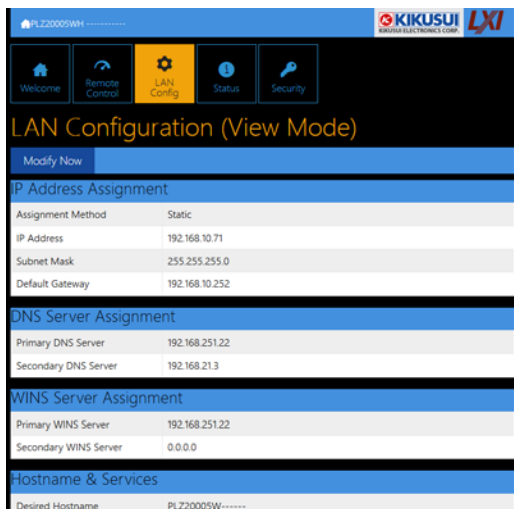 PLZ20005WH -----------
KIKUSUI
KIKUSUI ELECTRONICS CORP.
LXI
Welcome
Remote
Control
LAN
Config
Status
Security
LAN Configuration (View Mode)
Modify Now
IP Address Assignment
Assignment Method Static
IP Address 192.168.10.71
Subnet Mask 255.255.255.0
Default Gateway 192.168.10.252
DNS Server Assignment
Primary DNS Server 192.168.251.22
Secondary DNS Server 192.168.21.3
WINS Server Assignment
Primary WINS Server 192.168.251.22
Secondary WINS Server 0.0.0.0
Hostname & Services
Desired Hostname PLZ20005W------